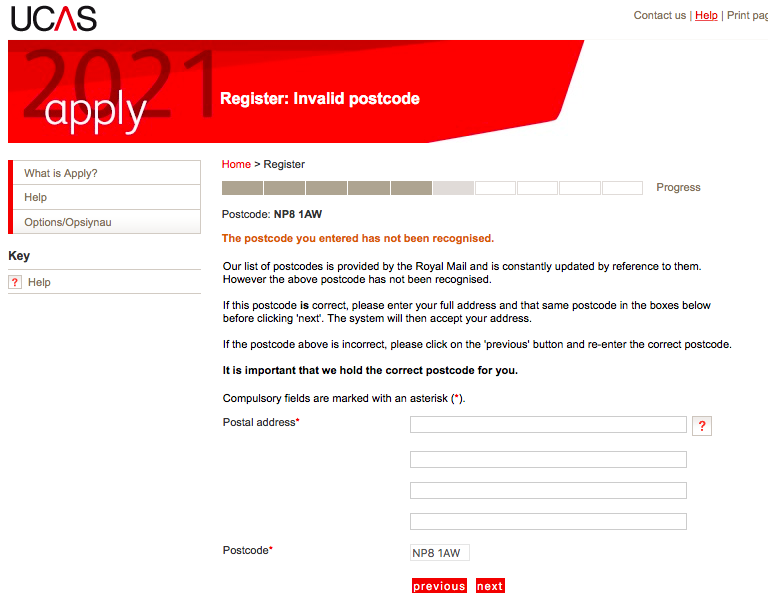 UCAS
Contact us | Help | Print pag
2021
apply
Register: Invalid postcode
What is Apply?
Help
Options/Opsiynau
Key
? Help
Home > Register
Progress
Postcode: NP8 1AW
The postcode you entered has not been recognised.
Our list of postcodes is provided by the Royal Mail and is constantly updated by reference to them.
However the above postcode has not been recognised.
If this postcode is correct, please enter your full address and that same postcode in the boxes below
before clicking 'next'. The system will then accept your address.
If the postcode above is incorrect, please click on the 'previous' button and re-enter the correct postcode.
It is important that we hold the correct postcode for you.
Compulsory fields are marked with an asterisk (*).
Postal address*
?
Postcode* NP8 1AW
previous next